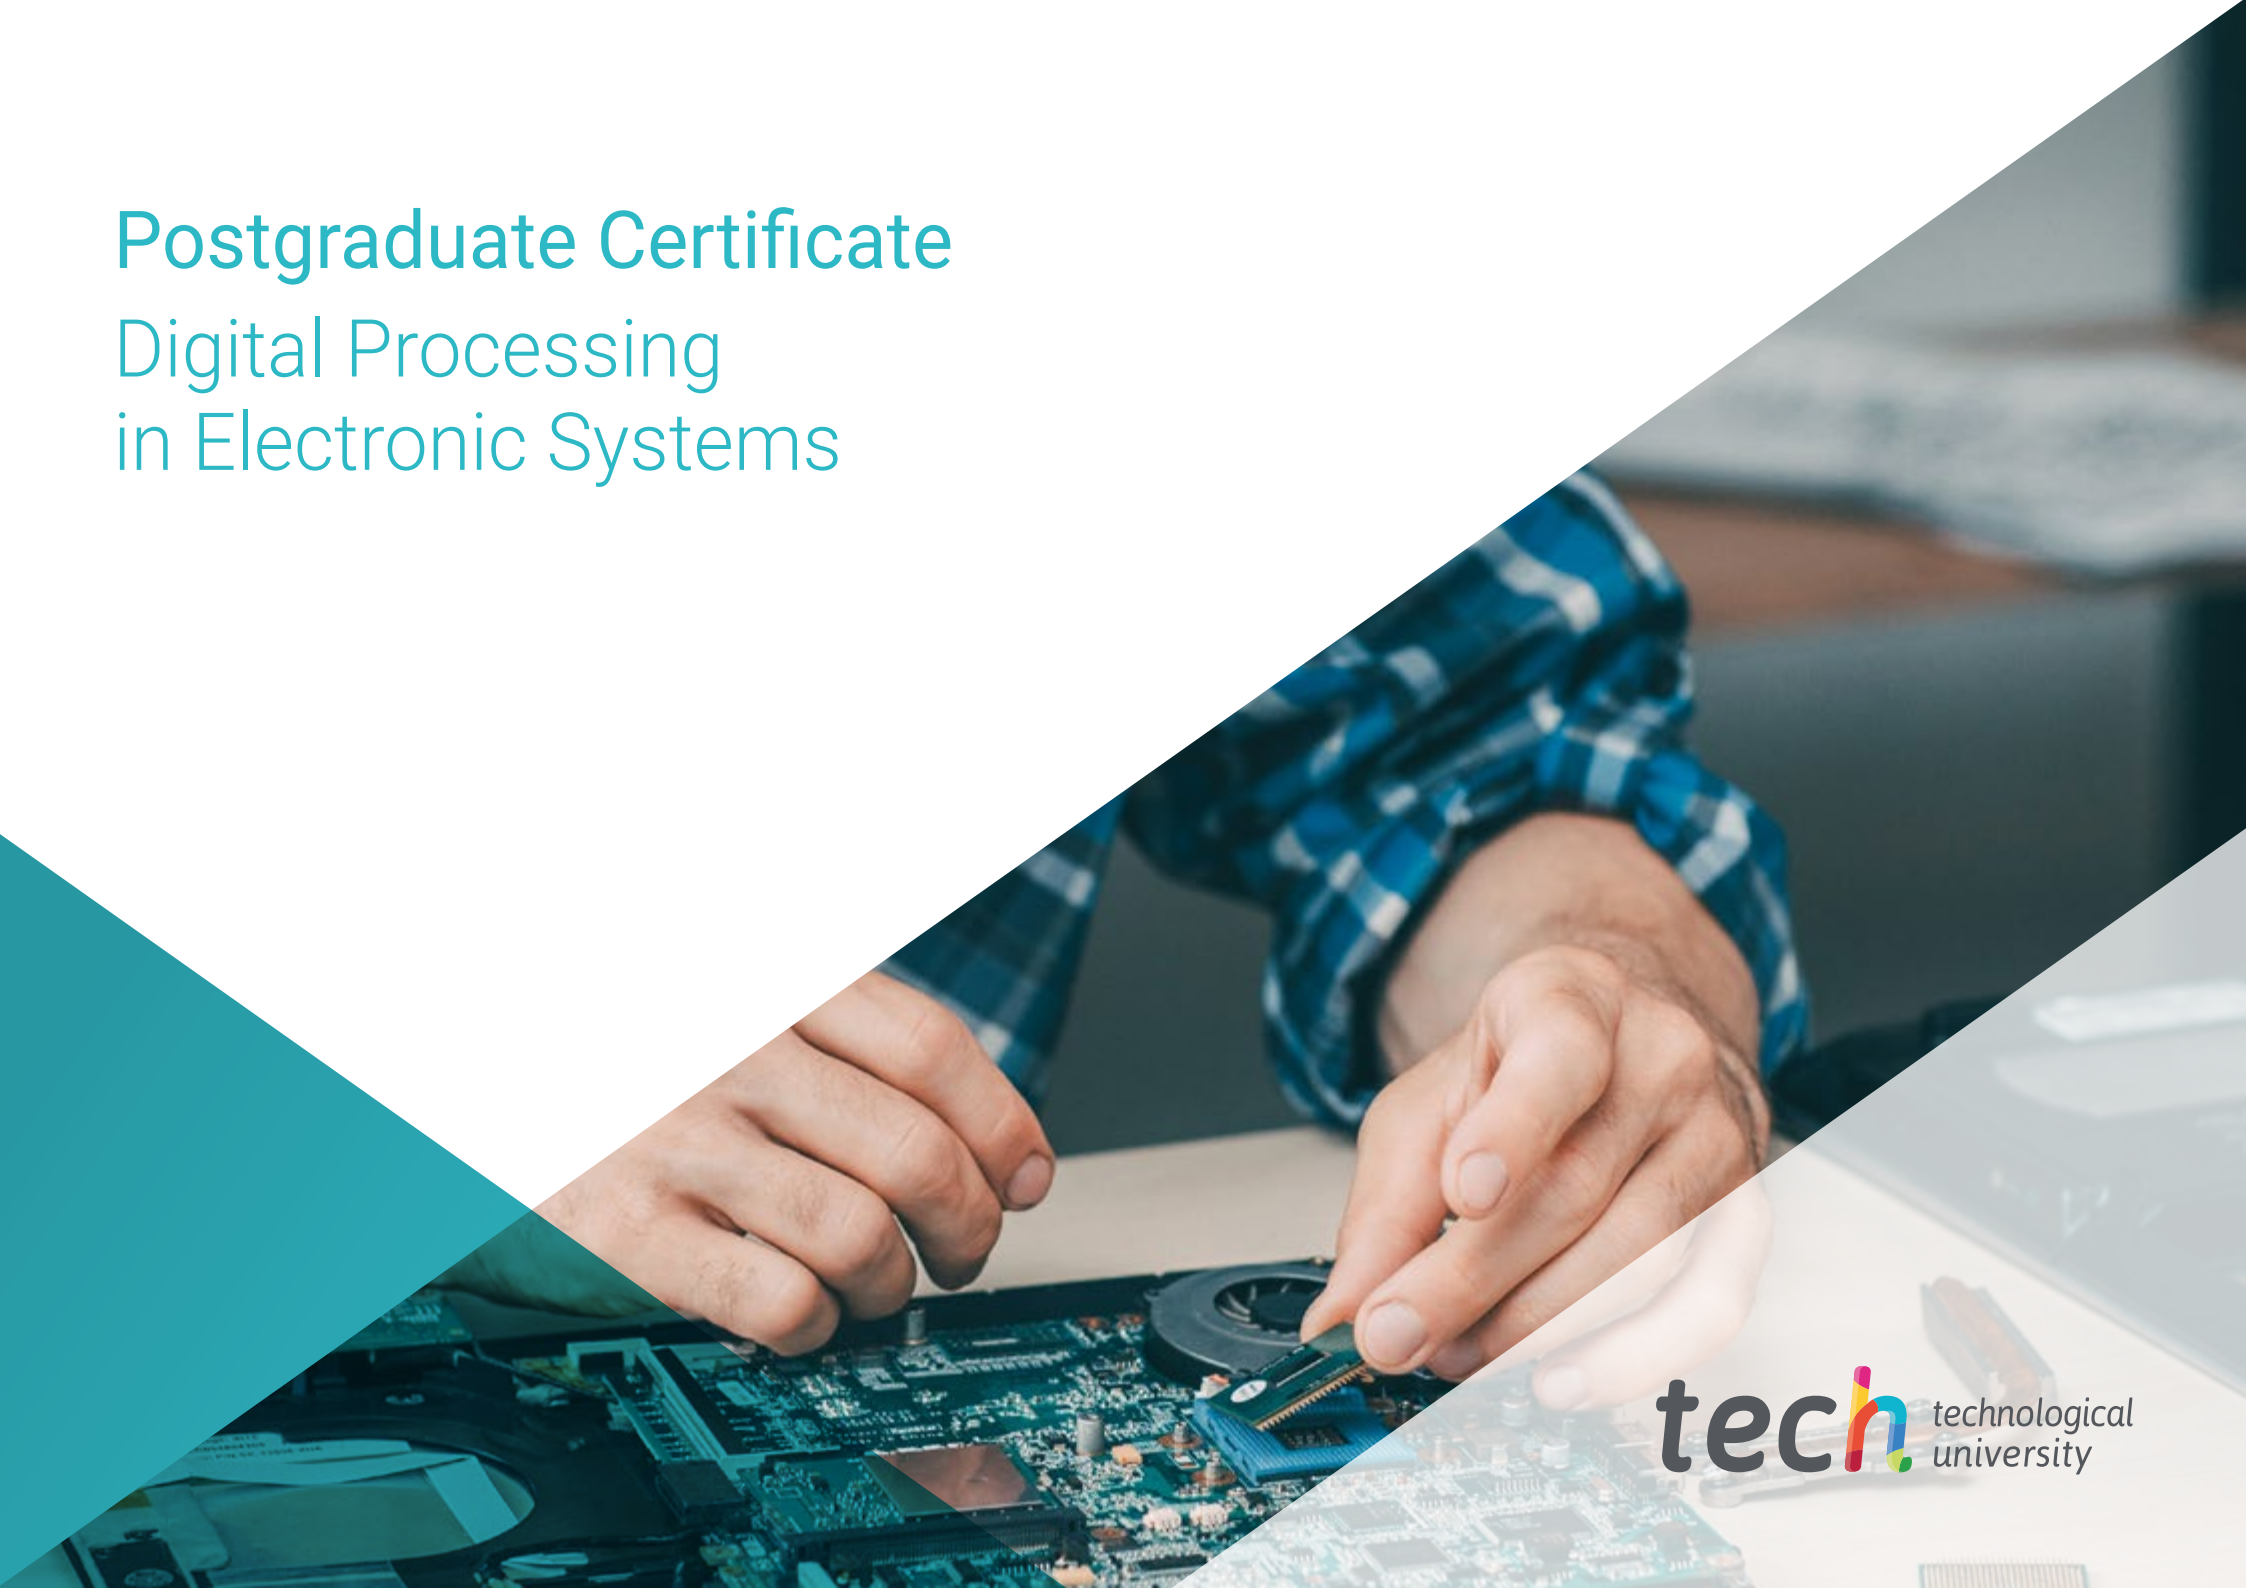 Postgraduate Certificate
Digital Processing
in Electronic Systems
tech technological
university